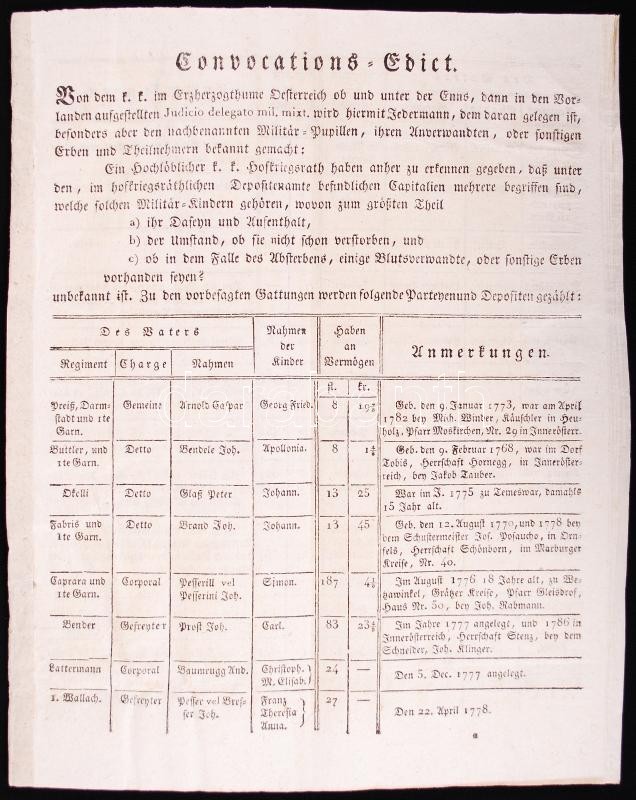 Convocations-Edict.
Von dem k. k. im Erzherzogthume Oesterreich ob und unter der Enns, dann in den Vor-
landen aufgestellten Judicio delegato mil. mixt. wird hiermit Jedermann, dem daran gelegen ist,
besonders aber den nachbenannten Militär-Pupillen, ihren Anverwandten, oder sonstigen
Erben und Theilnehmern bekannt gemacht:
Ein Hochlöblicher k. k. Hofkriegsrath haben anher zu erkennen gegeben, daß unter
den, im hofkriegsräthlichen Depositenamte befindlichen Capitalien mehrere begriffen sind,
welche solchen Militär-Kindern gehören, wovon zum größten Theil
a) ihr Daseyn und Aufenthalt,
b) der Umstand, ob sie nicht schon verstorben, und
c) ob in dem Falle des Absterbens, einige Blutsverwandte, oder sonstige Erben
vorhanden seyen?
unbekannt ist. Zu den vorbesagten Gattungen werden folgende Parteyenund Depositen gezählt:
Des Vaters
Regiment Charge Nahmen
Nahmen
der
Kinder
Haben
an
Vermögen
Anmerkungen.
fl. kr.
Preiß, Darm-
stadt und 1te
Garn.
Gemeine
Arnold Caspar
Georg Fried.
8
Geb. den 9. Januar 1773, war am April
1782 bey Mich. Winder, Käuschler in Heu-
holz, Pfarr Moskirchen, Nr. 29 in Innerösterr.
Buttler, und
1te Garn.
Detto
Bendele Joh.
Apollonia.
8
Geb. den 9. Februar 1768, war im Dorf
Tobis, Herrschaft Hornegg, in Inneröster-
reich, bey Jakob Tauber.
Okelli
Detto
Glaß Peter
Johann.
13 25
War im J. 1775 zu Temeswar, damahls
15 Jahr alt.
Fabris und
1te Garn.
Detto
Brand Joh.
Johann.
13 45
Geb. den 12. August 1770, und 1778 bey
dem Schustermeister Jos. Posaucho, in Orn-
fels, Herrschaft Schönborn, im Marburger
Kreise, Nr. 40.
Caprara und
1te Garn.
Corporal
Pesserill vel
Pesserini Joh.
Simon.
187
Im August 1776 18 Jahre alt, zu We-
tzawinkel, Grätzer Kreise, Pfarr Gleisdorf,
Haus Nr. 50, bey Joh. Rabmann.
Bender
Gefreyter
Prost Joh.
Carl.
83
Im Jahre 1777 angelegt, und 1786 in
Innerösterreich, Herrschaft Stenz, bey dem
Schneider, Joh. Klinger.
Lattermann
Corporal
Baumrugg And.
Christoph.
M. Elisab.
24 —
Den 5. Dec. 1777 angelegt.
1. Wallach.
Gefreyter
Pesser vel Bres-
ser Joh.
Franz
Theresia
Anna.
27 —
Den 22. April 1778.